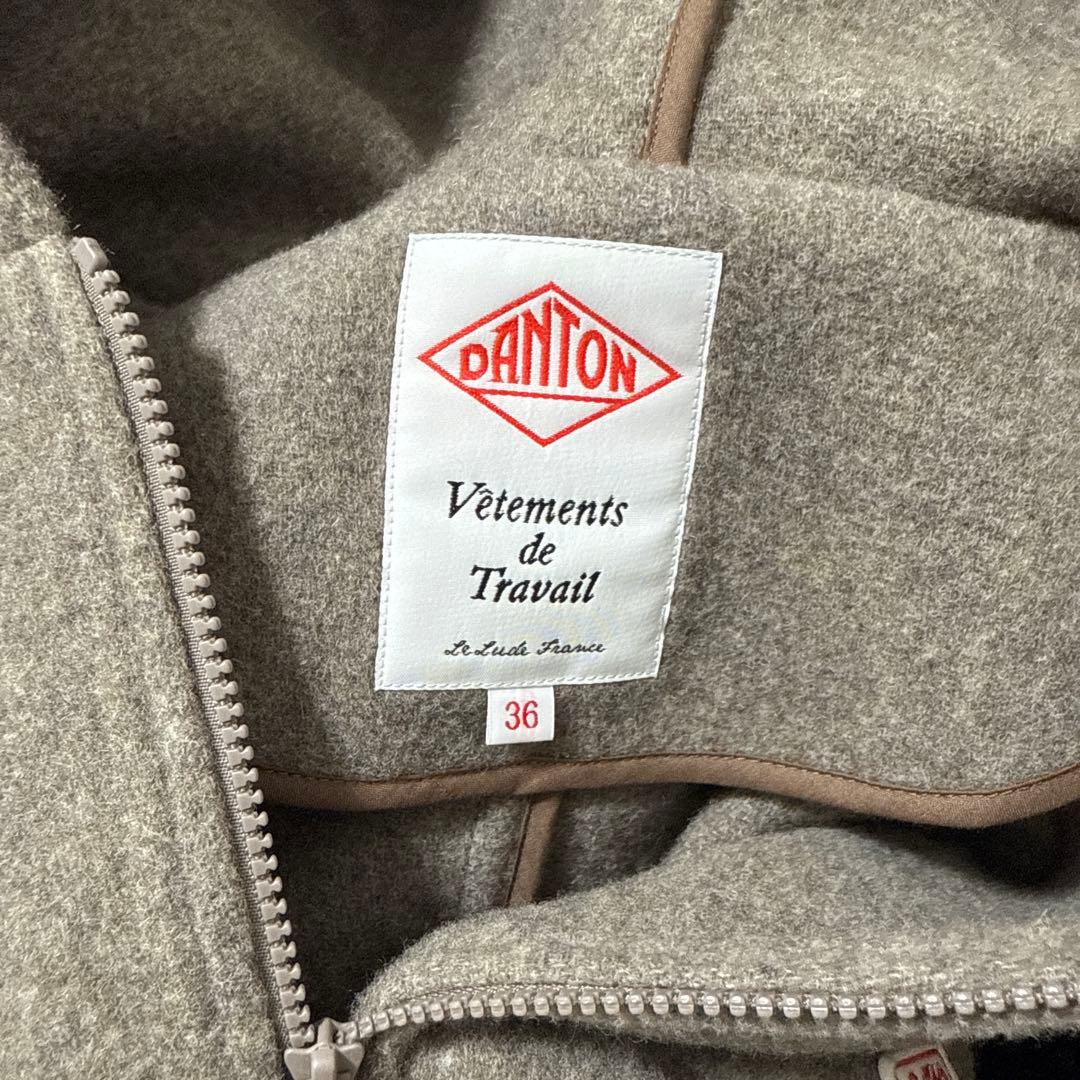 DANTON
Vêtements
de
Travail
Le Lude France
36